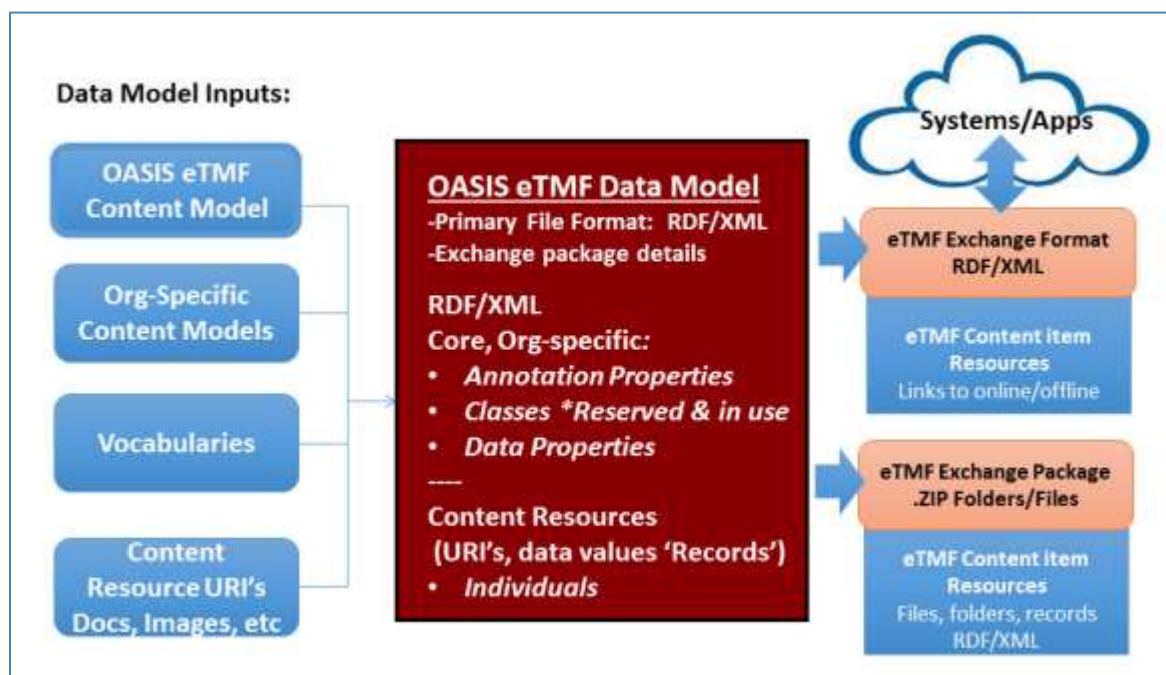 Data Model Inputs:
OASIS eTMF
Content Model
Org-Specific
Content Models
Vocabularies
Content
Resource URI's
Docs, Images, etc
OASIS eTMF Data Model
-Primary File Format: RDF/XML
-Exchange package details
RDF/XML
Core, Org-specific:
• Annotation Properties
• Classes *Reserved & in use
• Data Properties
----
Content Resources
(URI's, data values ‘Records’)
• Individuals
Systems/Apps
eTMF Exchange Format
RDF/XML
eTMF Content item
Resources
Links to online/offline
eTMF Exchange Package
.ZIP Folders/Files
eTMF Content item
Resources
Files, folders, records
RDF/XML